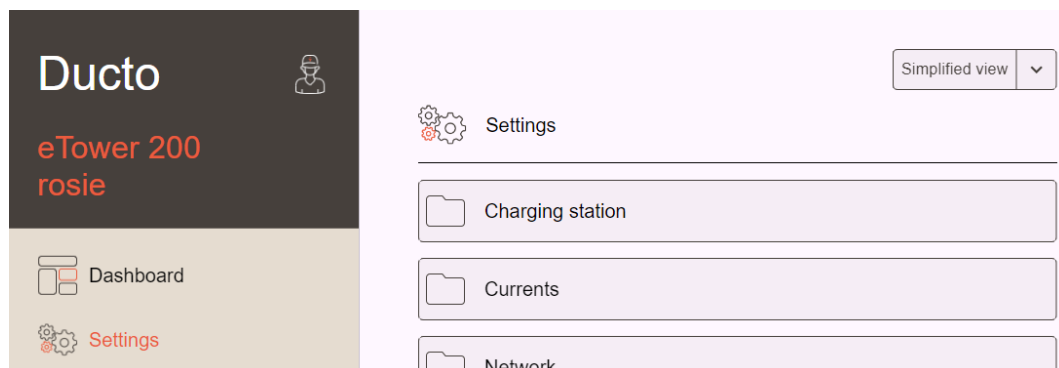 Ducto
eTower 200
rosie
Dashboard
Settings
Simplified view
Settings
Charging station
Currents
Network